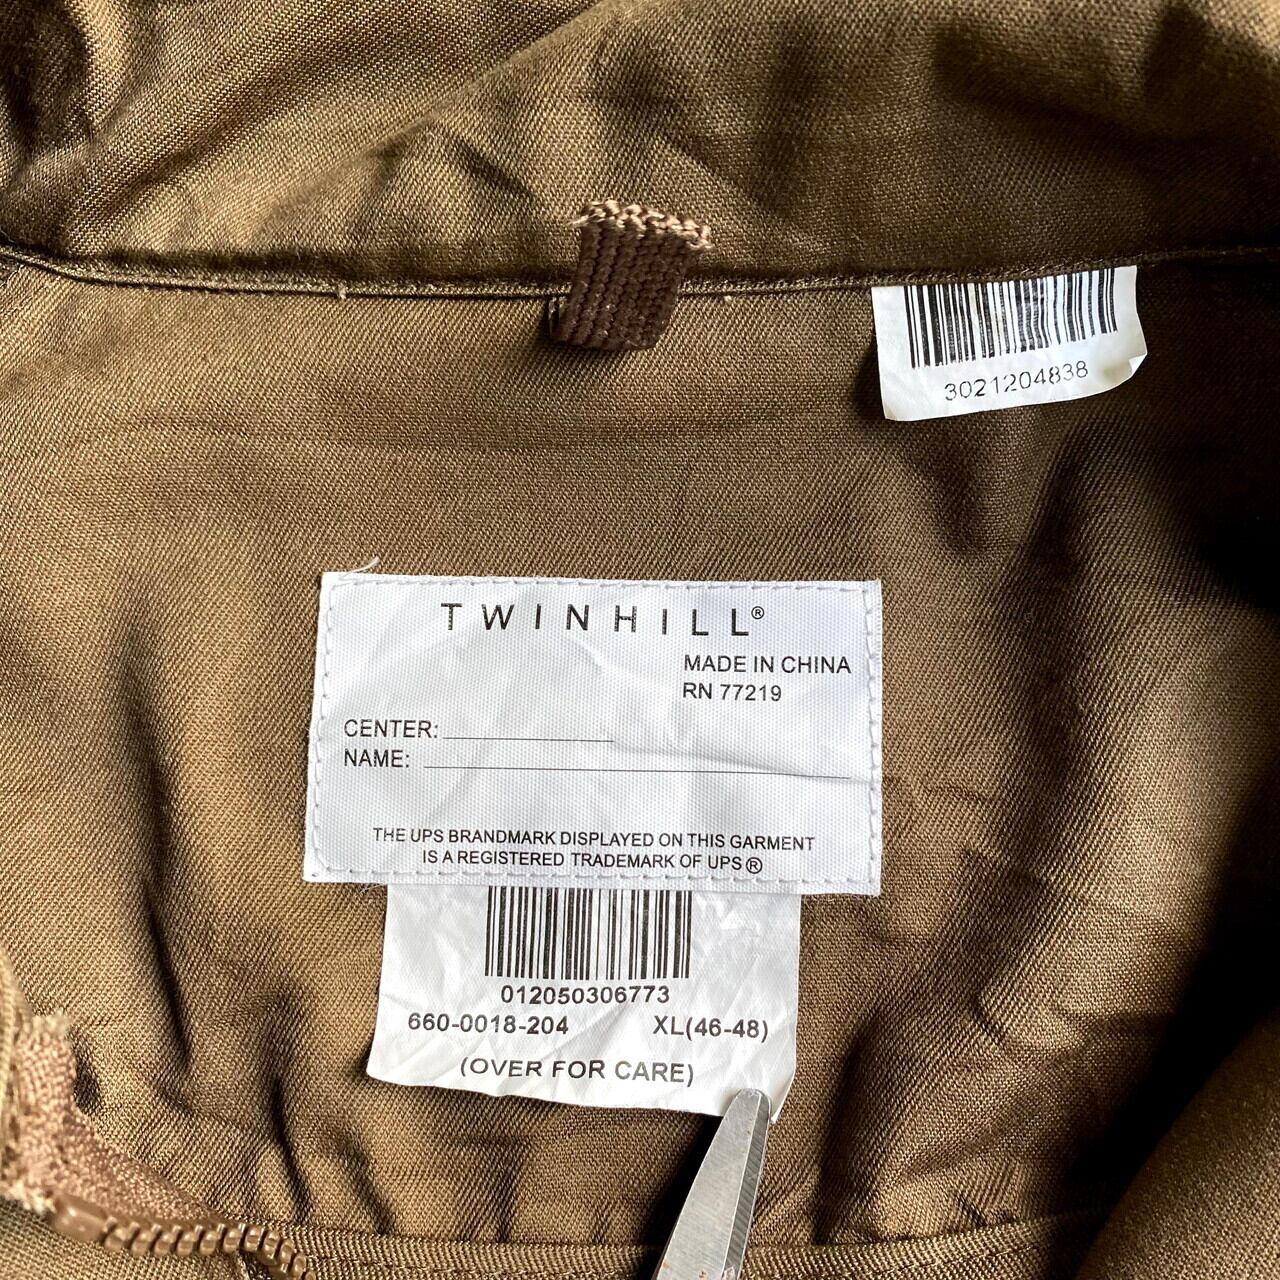 3021204838
TWINHILL®
MADE IN CHINA
RN 77219
CENTER:
NAME:
THE UPS BRANDMARK DISPLAYED ON THIS GARMENT
IS A REGISTERED TRADEMARK OF UPS®
012050306773
660-0018-204 XL(46-48)
(OVER FOR CARE)